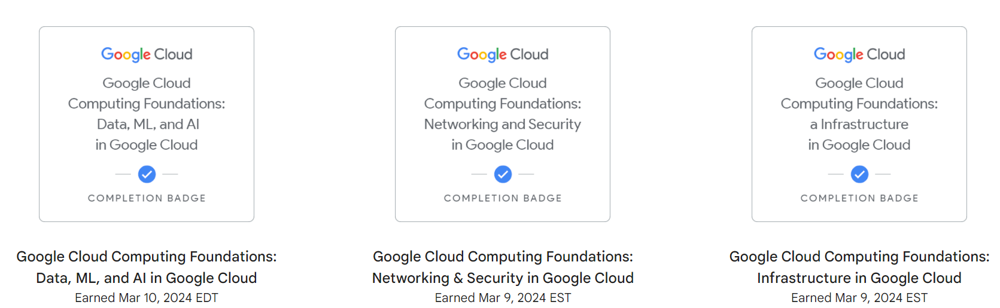 Google Cloud
Google Cloud
Computing Foundations:
Data, ML, and AI
in Google Cloud
COMPLETION BADGE
Google Cloud Computing Foundations:
Data, ML, and AI in Google Cloud
Earned Mar 10, 2024 EDT
Google Cloud
Google Cloud
Computing Foundations:
Networking and Security
in Google Cloud
COMPLETION BADGE
Google Cloud Computing Foundations:
Networking & Security in Google Cloud
Earned Mar 9, 2024 EST
Google Cloud
Google Cloud
Computing Foundations:
a Infrastructure
in Google Cloud
COMPLETION BADGE
Google Cloud Computing Foundations:
Infrastructure in Google Cloud
Earned Mar 9, 2024 EST